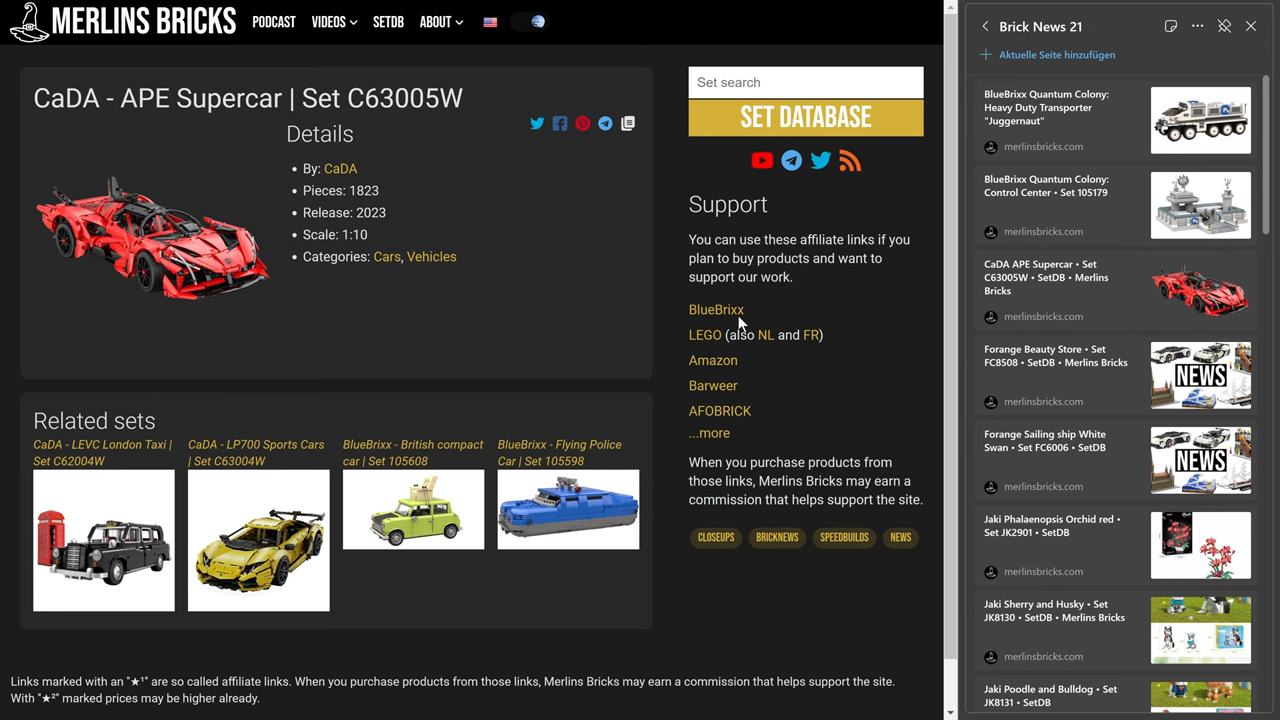 MERLINS BRICKS
PODCAST
VIDEOS
SETDB
ABOUT
CaDA - APE Supercar | Set C63005W
Details
• By: CaDA
• Pieces: 1823
• Release: 2023
• Scale: 1:10
• Categories: Cars, Vehicles
Related sets
CaDA - LEVC London Taxi |
Set C62004W
CaDA - LP700 Sports Cars
| Set C63004W
BlueBrixx - British compact
car | Set 105608
BlueBrixx - Flying Police
Car | Set 105598
Set search
SET DATABASE
Support
You can use these affiliate links if you
plan to buy products and want to
support our work.
BlueBrixx
LEGO (also NL and FR)
Amazon
Barweer
AFOBRICK
...more
When you purchase products from
those links, Merlins Bricks may earn a
commission that helps support the site.
CLOSEUPS
BRICKNEWS
SPEEDBUILDS
NEWS
Links marked with an "★¹" are so called affiliate links. When you purchase products from those links, Merlins Bricks may earn a commission that helps support the site.
With "★²" marked prices may be higher already.
Brick News 21
Aktuelle Seite hinzufügen
BlueBrixx Quantum Colony:
Heavy Duty Transporter
"Juggernaut"
merlinsbricks.com
BlueBrixx Quantum Colony:
Control Center • Set 105179
merlinsbricks.com
CaDA APE Supercar • Set
C63005W • SetDB • Merlins
Bricks
merlinsbricks.com
Forange Beauty Store • Set
FC8508 • SetDB • Merlins Bricks
merlinsbricks.com
NEWS
Forange Sailing ship White
Swan • Set FC6006 • SetDB
merlinsbricks.com
NEWS
Jaki Phalaenopsis Orchid red •
Set JK2901 • SetDB
merlinsbricks.com
Jaki Sherry and Husky • Set
JK8130 • SetDB • Merlins Bricks
merlinsbricks.com
Jaki Poodle and Bulldog • Set
JK8131 • SetDB